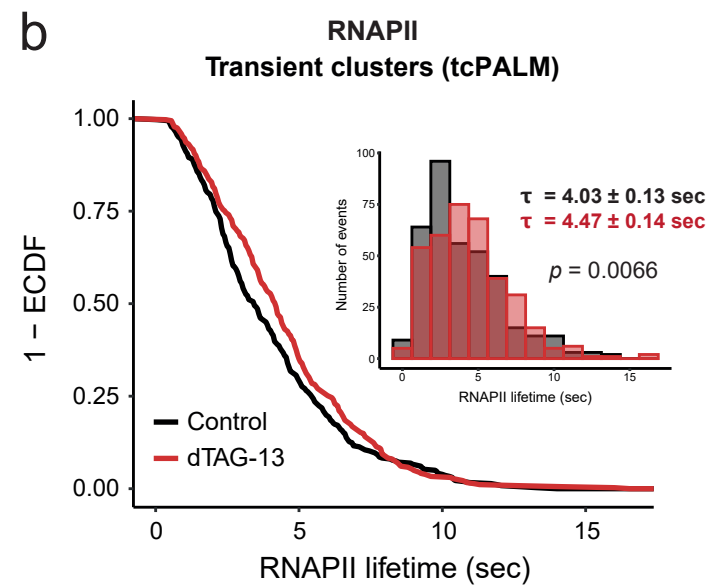 b
RNAPII
Transient clusters (tcPALM)
1 − ECDF
1.00
0.75
0.50
0.25
0.00
0
5
10
15
RNAPII lifetime (sec)
Control
dTAG-13
Number of events
100
75
50
25
0
0
5
10
15
RNAPII lifetime (sec)
τ = 4.03 ± 0.13 sec
τ = 4.47 ± 0.14 sec
p = 0.0066